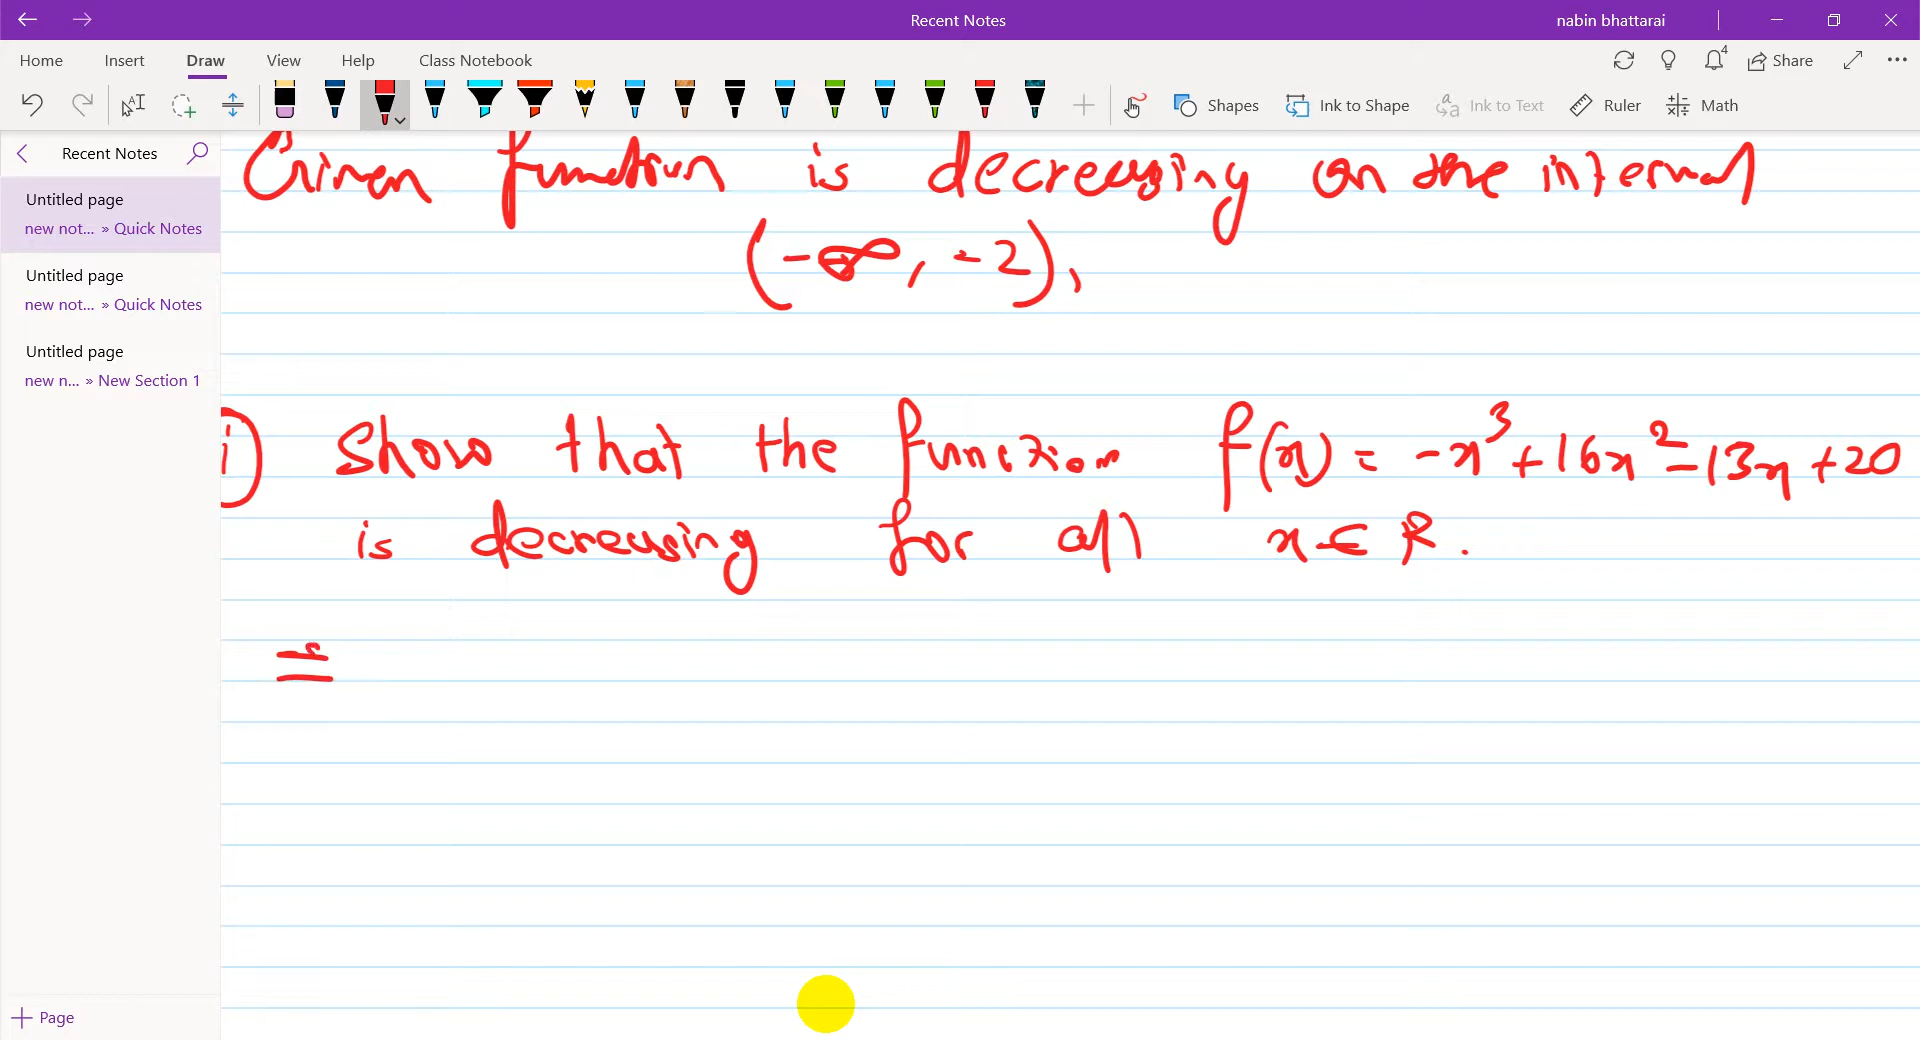 Recent Notes
nabin bhattarai
Home Insert Draw View Help Class Notebook
4
Share
Shapes Ink to Shape Ink to Text Ruler Math
Recent Notes
Untitled page
new not... » Quick Notes
Untitled page
new not... » Quick Notes
Untitled page
new n... » New Section 1
Page
Given function is decreasing on the interval
(-∞, -2),
i) Show that the function f(x) = -x³+16x²-13x+20
is decreasing for all x∈R.